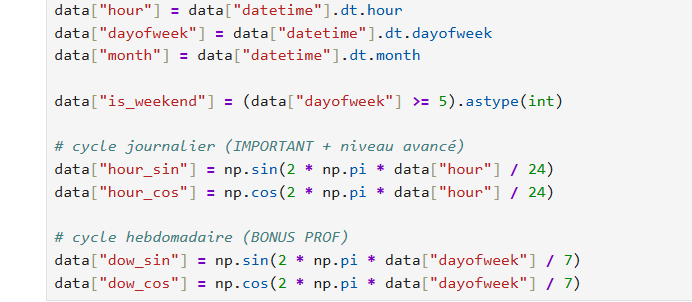 data["hour"] = data["datetime"].dt.hour
data["dayofweek"] = data["datetime"].dt.dayofweek
data["month"] = data["datetime"].dt.month
data["is_weekend"] = (data["dayofweek"] >= 5).astype(int)
# cycle journalier (IMPORTANT + niveau avancé)
data["hour_sin"] = np.sin(2 * np.pi * data["hour"] / 24)
data["hour_cos"] = np.cos(2 * np.pi * data["hour"] / 24)
# cycle hebdomadaire (BONUS PROF)
data["dow_sin"] = np.sin(2 * np.pi * data["dayofweek"] / 7)
data["dow_cos"] = np.cos(2 * np.pi * data["dayofweek"] / 7)